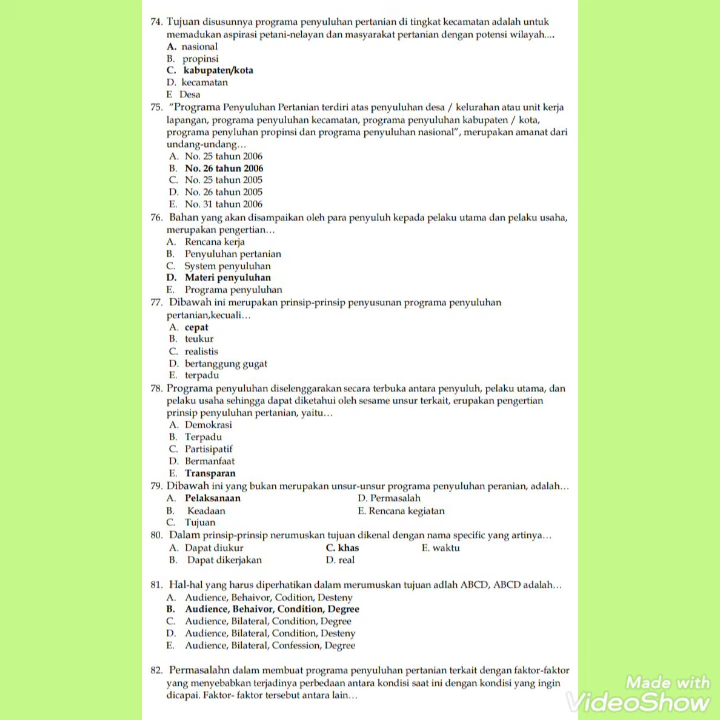 74. Tujuan disusunnya programa penyuluhan pertanian di tingkat kecamatan adalah untuk
memadukan aspirasi petani-nelayan dan masyarakat pertanian dengan potensi wilayah....
A. nasional
B. propinsi
C. kabupaten/kota
D. kecamatan
E Desa
75. "Programa Penyuluhan Pertanian terdiri atas penyuluhan desa / kelurahan atau unit kerja
lapangan, programa penyuluhan kecamatan, programa penyuluhan kabupaten / kota,
programa penyluhan propinsi dan programa penyuluhan nasional", merupakan amanat dari
undang-undang…
A. No. 25 tahun 2006
B. No. 26 tahun 2006
C. No. 25 tahun 2005
D. No. 26 tahun 2005
E. No. 31 tahun 2006
76. Bahan yang akan disampaikan oleh para penyuluh kepada pelaku utama dan pelaku usaha,
merupakan pengertian…
A. Rencana kerja
B. Penyuluhan pertanian
C. System penyuluhan
D. Materi penyuluhan
E. Programa penyuluhan
77. Dibawah ini merupakan prinsip-prinsip penyusunan programa penyuluhan
pertanian,kecuali…
A. cepat
B. teukur
C. realistis
D. bertanggung gugat
E. terpadu
78. Programa penyuluhan diselenggarakan secara terbuka antara penyuluh, pelaku utama, dan
pelaku usaha sehingga dapat diketahui oleh sesame unsur terkait, erupakan pengertian
prinsip penyuluhan pertanian, yaitu…
A. Demokrasi
B. Terpadu
C. Partisipatif
D. Bermanfaat
E. Transparan
79. Dibawah ini yang bukan merupakan unsur-unsur programa penyuluhan peranian, adalah…
A. Pelaksanaan D. Permasalah
B. Keadaan E. Rencana kegiatan
C. Tujuan
80. Dalam prinsip-prinsip nerumuskan tujuan dikenal dengan nama specific yang artinya…
A. Dapat diukur C. khas E. waktu
B. Dapat dikerjakan D. real
81. Hal-hal yang harus diperhatikan dalam merumuskan tujuan adlah ABCD, ABCD adalah…
A. Audience, Behaivor, Codition, Desteny
B. Audience, Behaivor, Condition, Degree
C. Audience, Bilateral, Condition, Degree
D. Audience, Bilateral, Condition, Desteny
E. Audience, Bilateral, Confession, Degree
82. Permasalahn dalam membuat programa penyuluhan pertanian terkait dengan faktor-faktor
yang menyebabkan terjadinya perbedaan antara kondisi saat ini dengan kondisi yang ingin
dicapai. Faktor- faktor tersebut antara lain…
Made with
VideoShow